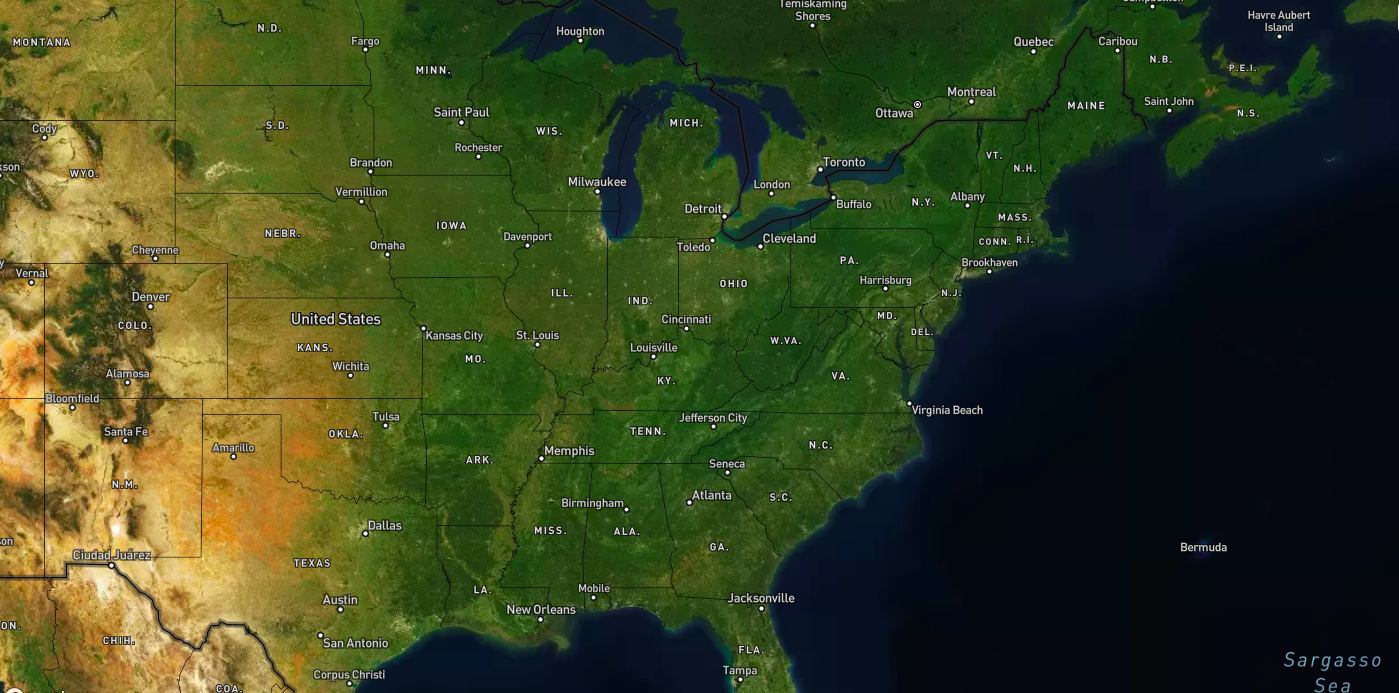 Temiskaming
Shores
Havre Aubert
Island
N.D.
Houghton
MONTANA
Fargo
Quebec
Caribou
N.B.
MINN.
P.E.I.
Montreal
Ottawa
MAINE
Saint John
N.S.
Saint Paul
S.D.
WIS.
MICH.
Cody
Rochester
VT.
N.H.
WYO.
Brandon
Toronto
Vermillion
Milwaukee
London
Buffalo
N.Y.
Albany
Detroit
MASS.
NEBR.
IOWA
Davenport
Omaha
Toledo
Cleveland
CONN.
R.I.
Cheyenne
PA.
Brookhaven
Vernal
Harrisburg
N.J.
Denver
ILL.
IND.
OHIO
COLO.
United States
Cincinnati
MD.
DEL.
Kansas City
St. Louis
KANS.
Louisville
W.VA.
MO.
Wichita
Alamosa
KY.
VA.
Bloomfield
Tulsa
Jefferson City
Virginia Beach
Santa Fe
OKLA.
TENN.
N.C.
Amarillo
Memphis
ARK.
Seneca
N.M.
Birmingham
Atlanta
S.C.
Dallas
MISS.
ALA.
GA.
Ciudad Juárez
Bermuda
TEXAS
LA.
Mobile
Austin
New Orleans
Jacksonville
CHIH.
San Antonio
FLA.
Sargasso
Sea
Corpus Christi
Tampa
COA.